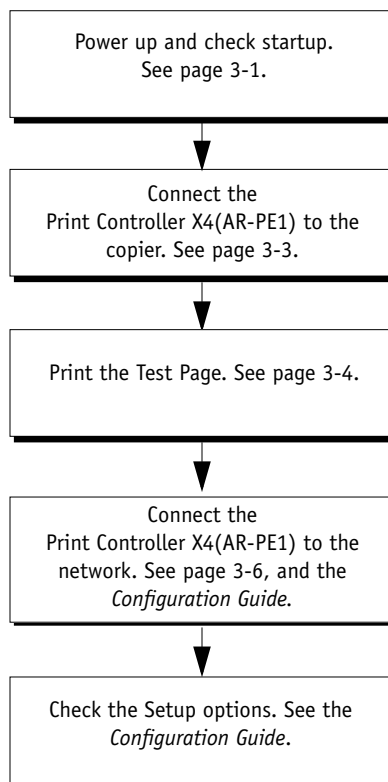 Power up and check startup.
See page 3-1.
Connect the
Print Controller X4(AR-PE1) to the
copier. See page 3-3.
Print the Test Page. See page 3-4.
Connect the
Print Controller X4(AR-PE1) to the
network. See page 3-6, and the
Configuration Guide.
Check the Setup options. See the
Configuration Guide.